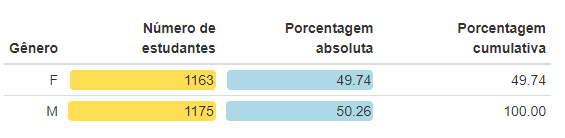 Gênero Número de estudantes Porcentagem absoluta Porcentagem cumulativa
F 1163 49.74 49.74
M 1175 50.26 100.00